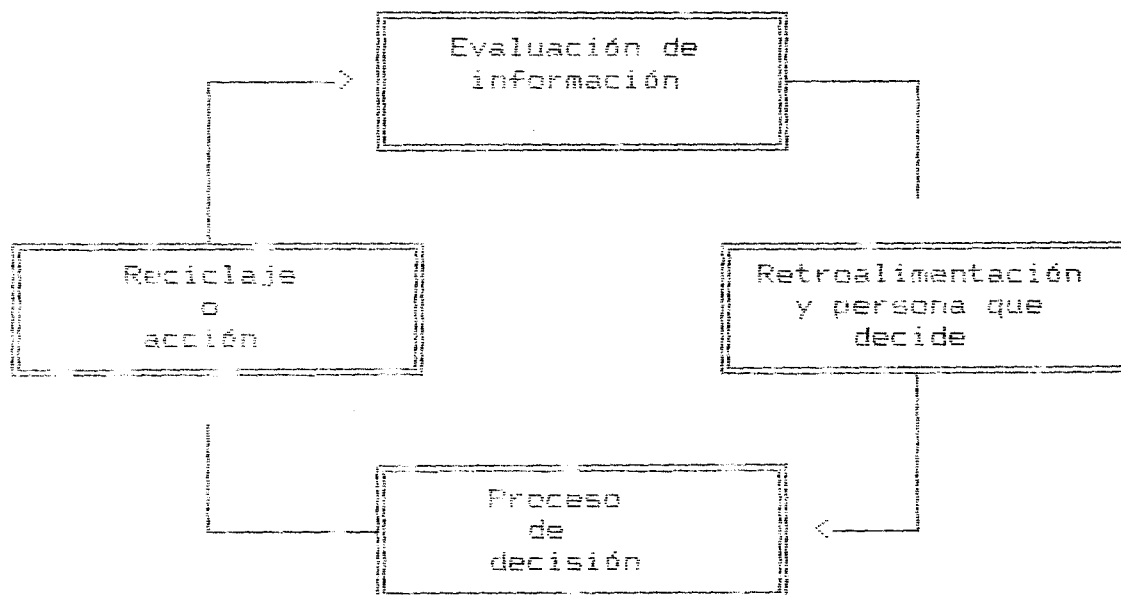 Evaluación de
información
Reciclaje
o
acción
Retroalimentación
y persona que
decide
Proceso
de
decisión